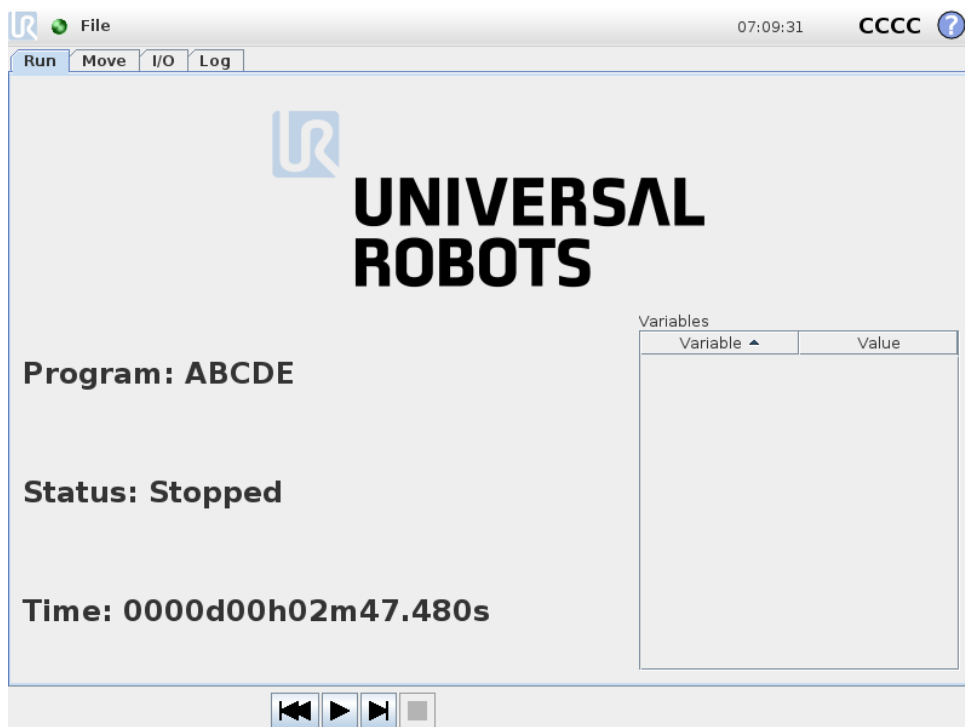 File 07:09:31 CCCC ?
Run Move I/O Log
UR
UNIVERSAL
ROBOTS
Variables
Variable Value
Program: ABCDE
Status: Stopped
Time: 0000d00h02m47.480s